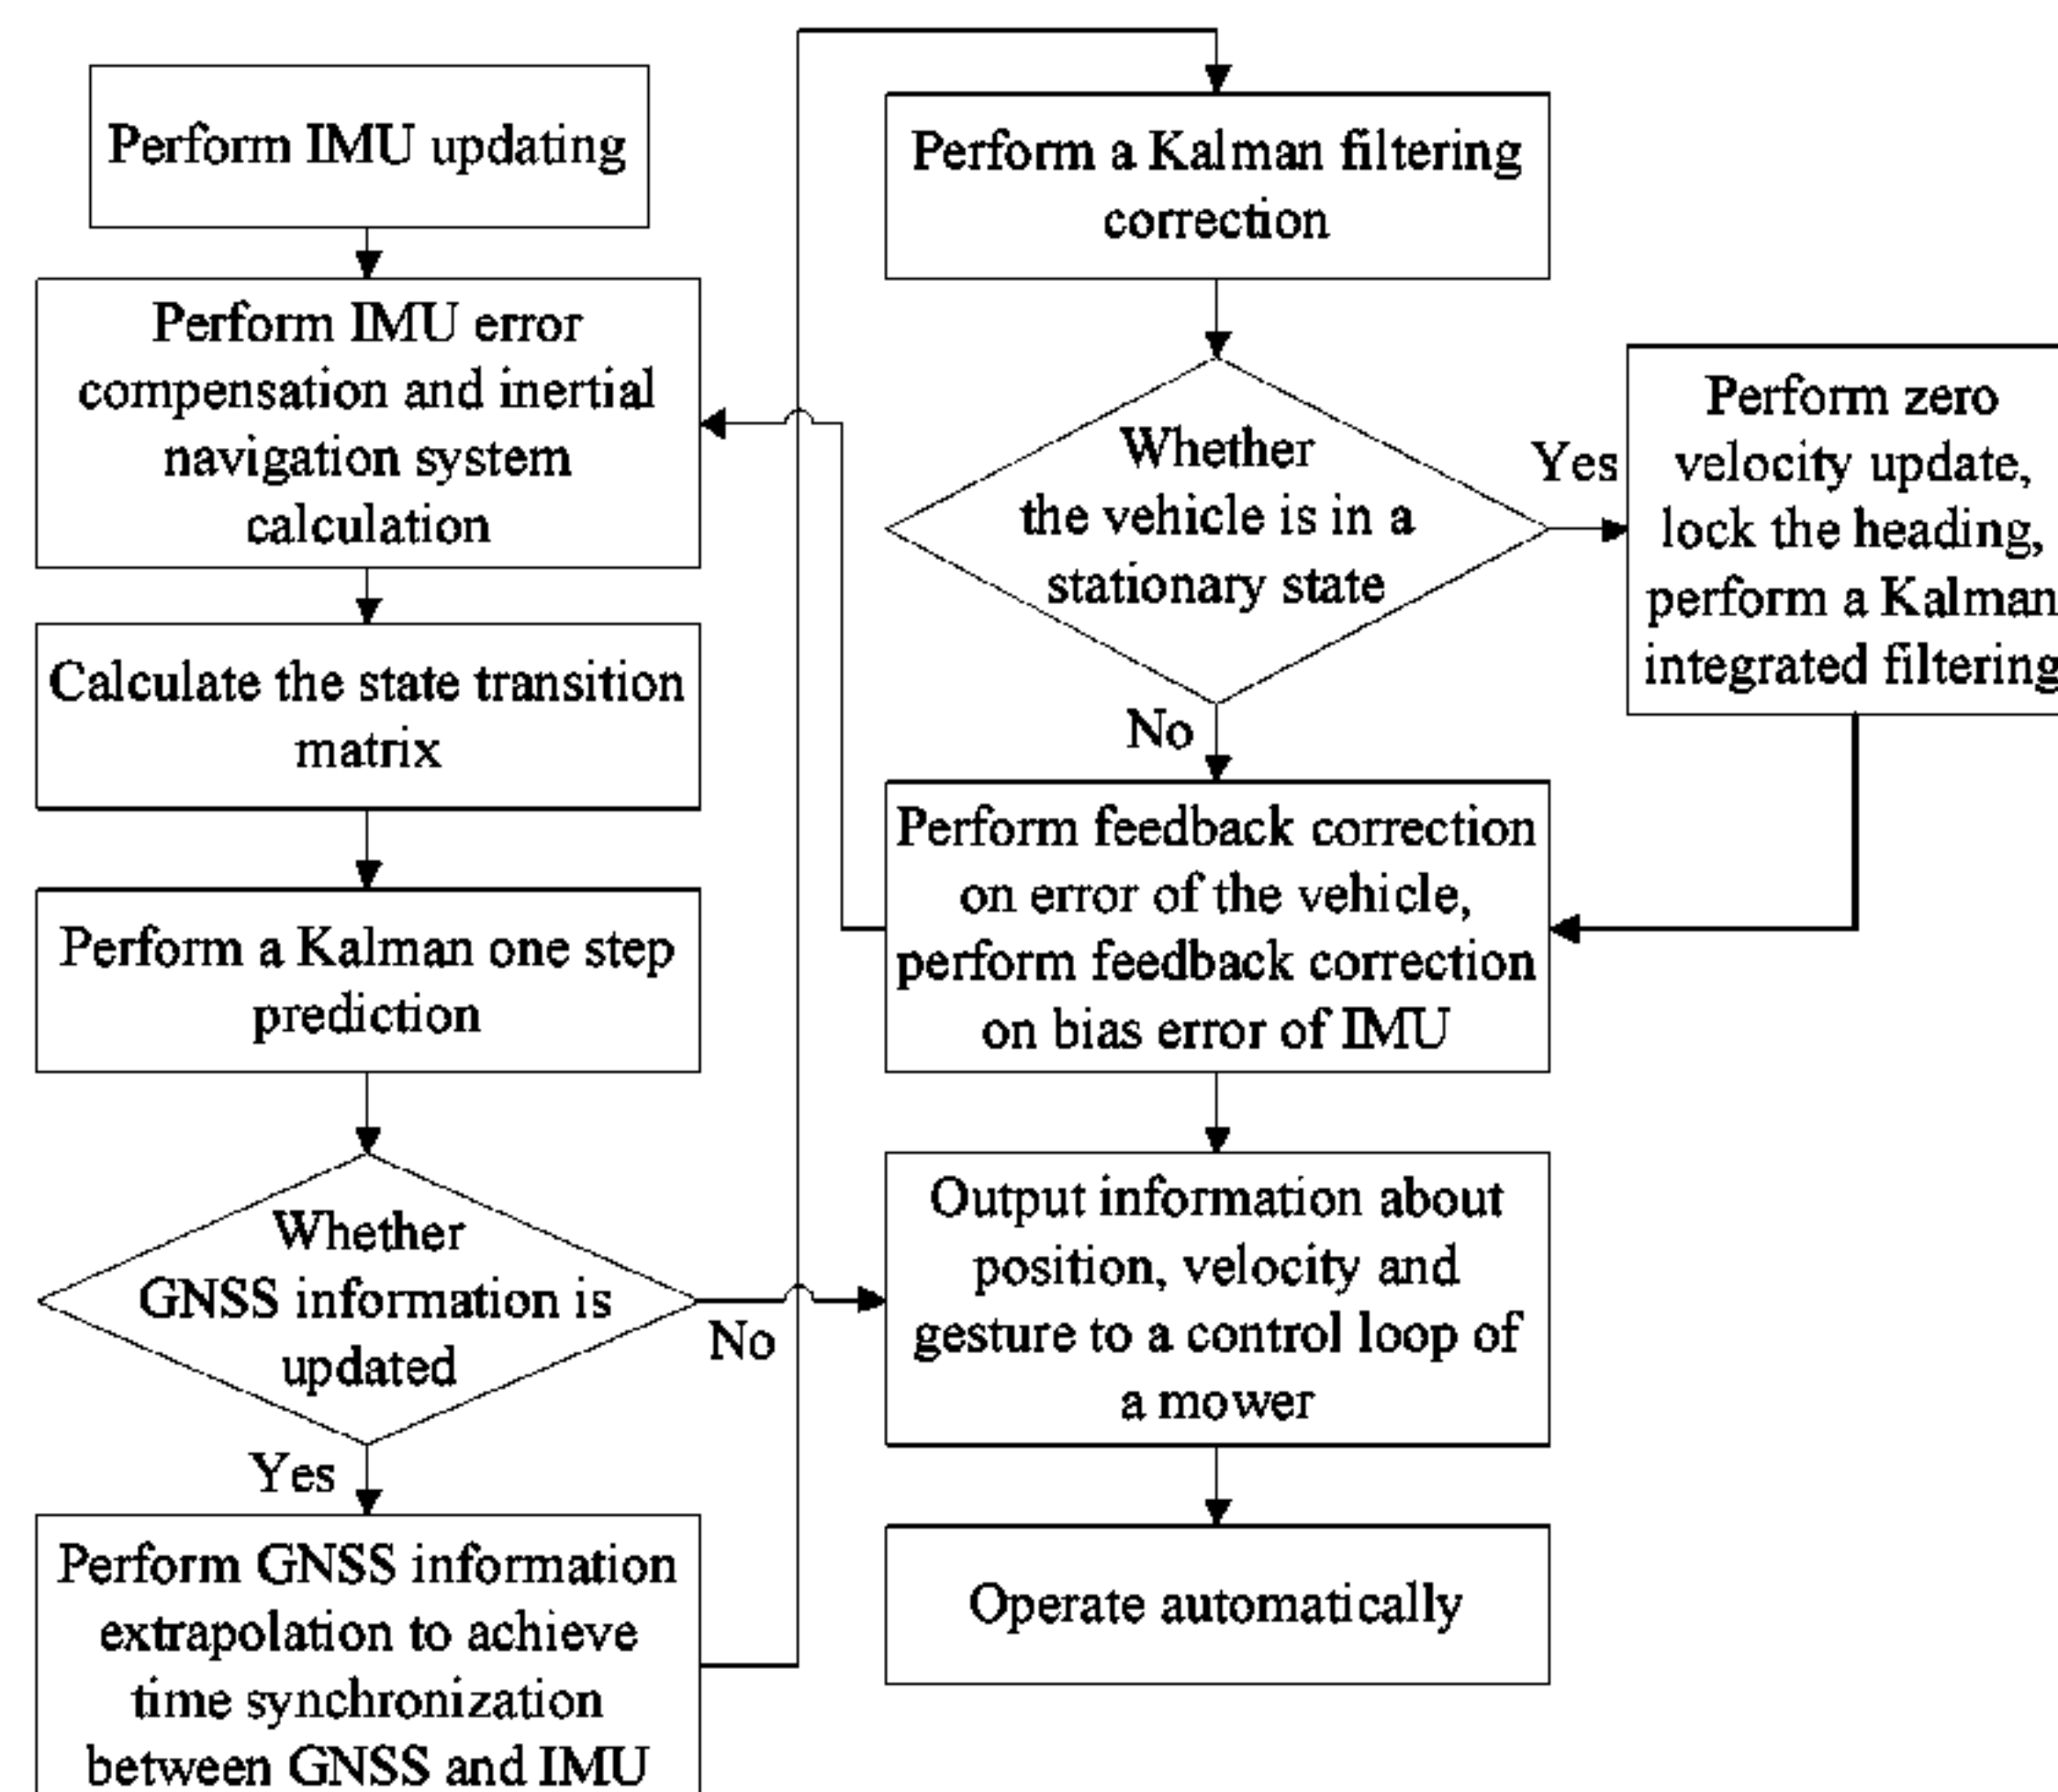 Perform IMU updating
Perform IMU error
compensation and inertial
navigation system
calculation
Calculate the state transition
matrix
Perform a Kalman one step
prediction
Whether
GNSS information is
updated
No
Yes
Perform GNSS information
extrapolation to achieve
time synchronization
between GNSS and IMU
Perform a Kalman filtering
correction
Whether
the vehicle is in a
stationary state
Yes
No
Perform zero
velocity update,
lock the heading,
perform a Kalman
integrated filtering
Perform feedback correction
on error of the vehicle,
perform feedback correction
on bias error of IMU
Output information about
position, velocity and
gesture to a control loop of
a mower
Operate automatically